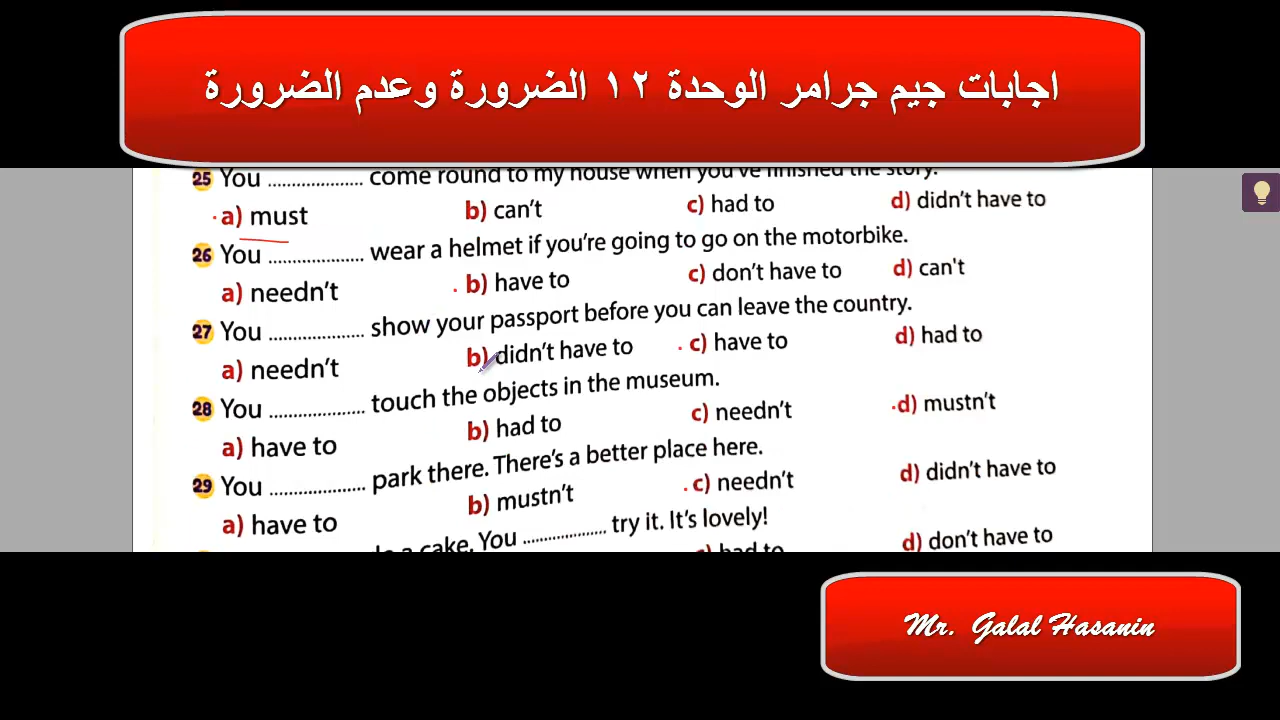 اجابات جيم جرامر الوحدة ١٢ الضرورة وعدم الضرورة
25 You .................... come round to my house when you've finished the story.
a) must b) can't c) had to d) didn't have to
26 You .................... wear a helmet if you're going to go on the motorbike.
a) needn't b) have to c) don't have to d) can't
27 You .................... show your passport before you can leave the country.
a) needn't b) didn't have to c) have to d) had to
28 You .................... touch the objects in the museum.
a) have to b) had to c) needn't d) mustn't
29 You .................... park there. There's a better place here.
a) have to b) mustn't c) needn't d) didn't have to
a cake. You .................... try it. It's lovely!
c) had to d) don't have to
Mr. Galal Hasanin